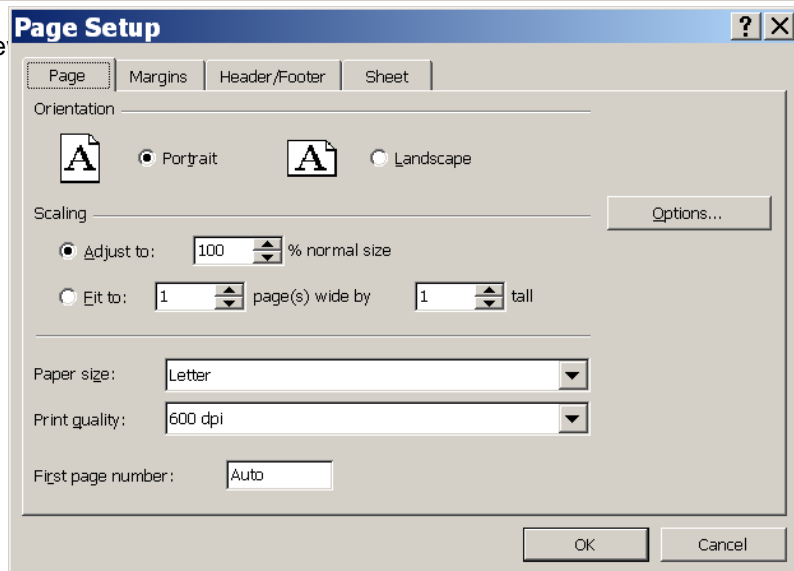 Page Setup
Page Margins Header/Footer Sheet
Orientation
A Portrait A Landscape
Scaling
Options...
Adjust to: 100 % normal size
Fit to: 1 page(s) wide by 1 tall
Paper size: Letter
Print quality: 600 dpi
First page number: Auto
OK Cancel